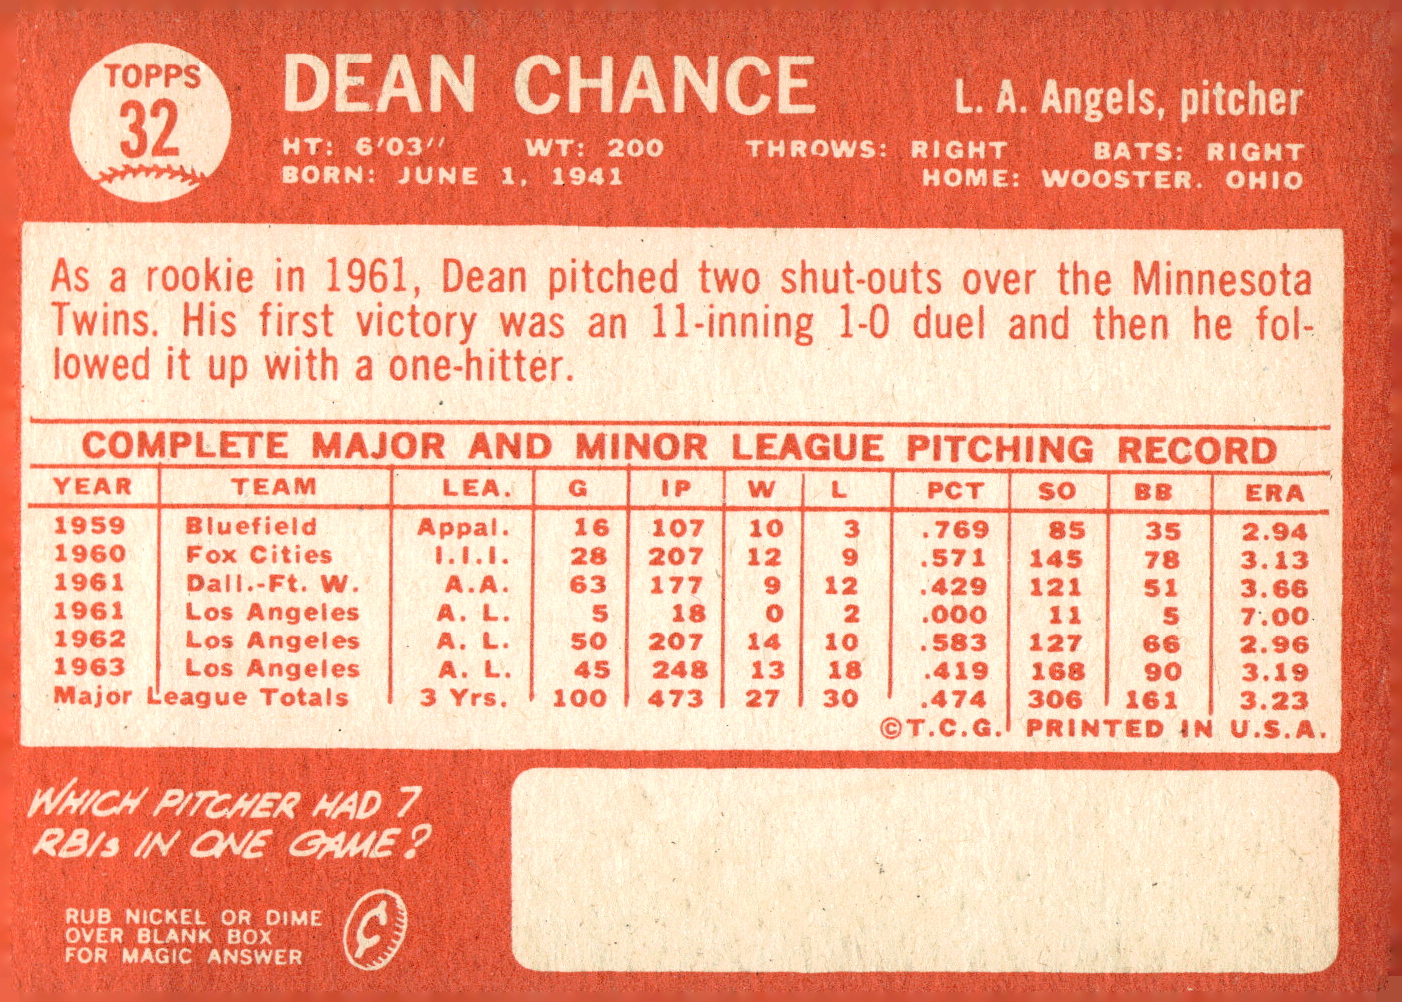 TOPPS
32
DEAN CHANCE
L. A. Angels, pitcher
HT: 6'03'' WT: 200 THROWS: RIGHT BATS: RIGHT
BORN: JUNE 1, 1941 HOME: WOOSTER. OHIO
As a rookie in 1961, Dean pitched two shut-outs over the Minnesota
Twins. His first victory was an 11-inning 1-0 duel and then he fol-
lowed it up with a one-hitter.
COMPLETE MAJOR AND MINOR LEAGUE PITCHING RECORD
YEAR TEAM LEA. G IP W L PCT SO BB ERA
1959 Bluefield Appal. 16 107 10 3 .769 85 35 2.94
1960 Fox Cities I.I.I. 28 207 12 9 .571 145 78 3.13
1961 Dall.-Ft. W. A.A. 63 177 9 12 .429 121 51 3.66
1961 Los Angeles A. L. 5 18 0 2 .000 11 5 7.00
1962 Los Angeles A. L. 50 207 14 10 .583 127 66 2.96
1963 Los Angeles A. L. 45 248 13 18 .419 168 90 3.19
Major League Totals 3 Yrs. 100 473 27 30 .474 306 161 3.23
©T.C.G. PRINTED IN U.S.A.
WHICH PITCHER HAD 7
RBIs IN ONE GAME?
RUB NICKEL OR DIME
OVER BLANK BOX
FOR MAGIC ANSWER
¢